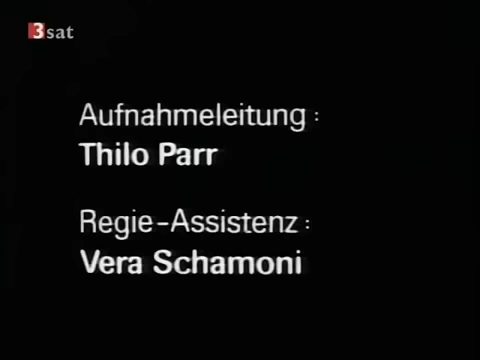 3sat
Aufnahmeleitung:
Thilo Parr
Regie-Assistenz:
Vera Schamoni